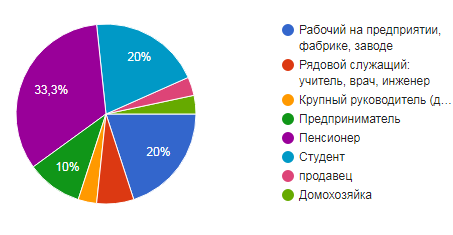 20%
33,3%
10%
20%
Рабочий на предприятии,
фабрике, заводе
Рядовой служащий:
учитель, врач, инженер
Крупный руководитель (д…
Предприниматель
Пенсионер
Студент
продавец
Домохозяйка